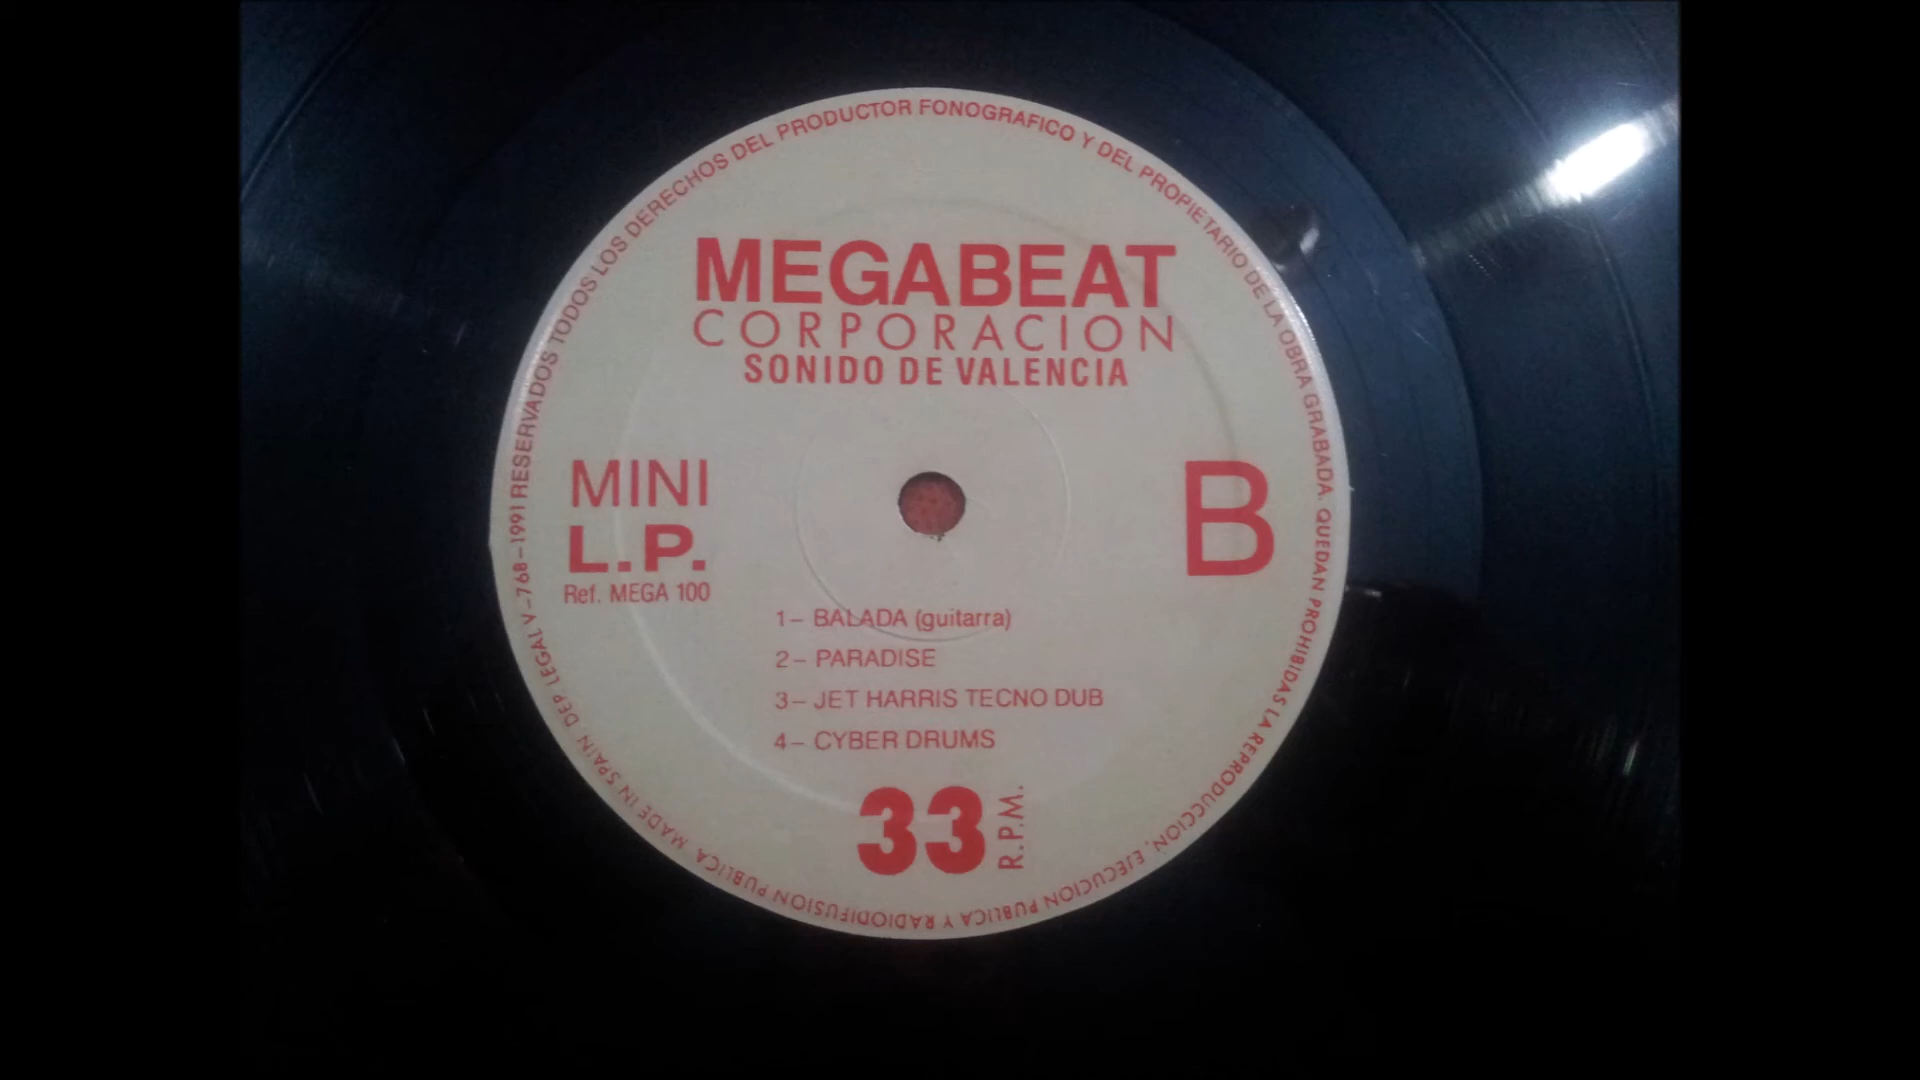 MEGABEAT
CORPORACION
SONIDO DE VALENCIA
MINI
L.P.
Ref. MEGA 100
B
1– BALADA (guitarra)
2– PARADISE
3– JET HARRIS TECNO DUB
4– CYBER DRUMS
33 R.P.M.
RESERVADOS TODOS LOS DERECHOS DEL PRODUCTOR FONOGRAFICO Y DEL PROPIETARIO DE LA OBRA GRABADA. QUEDAN PROHIBIDAS LA REPRODUCCION, EJECUCION PUBLICA Y RADIODIFUSION PUBLICA. MADE IN SPAIN. DEP. LEGAL V–768–1991